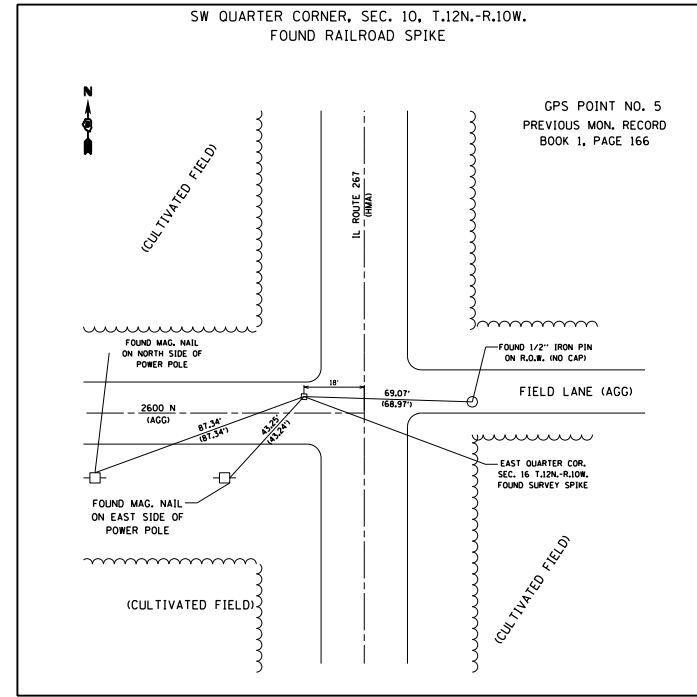 SW QUARTER CORNER, SEC. 10, T.12N.-R.10W.
FOUND RAILROAD SPIKE
N
GPS POINT NO. 5
PREVIOUS MON. RECORD
BOOK 1, PAGE 166
(CULTIVATED FIELD)
IL ROUTE 267
(HMA)
FOUND MAG. NAIL
ON NORTH SIDE OF
POWER POLE
FOUND 1/2" IRON PIN
ON R.O.W. (NO CAP)
18'
69.07'
(68.97')
FIELD LANE (AGG)
2600 N
(AGG)
87.34'
(87.34')
43.25'
(43.24')
EAST QUARTER COR.
SEC. 16 T.12N.-R.10W.
FOUND SURVEY SPIKE
FOUND MAG. NAIL
ON EAST SIDE OF
POWER POLE
(CULTIVATED FIELD)
(CULTIVATED FIELD)